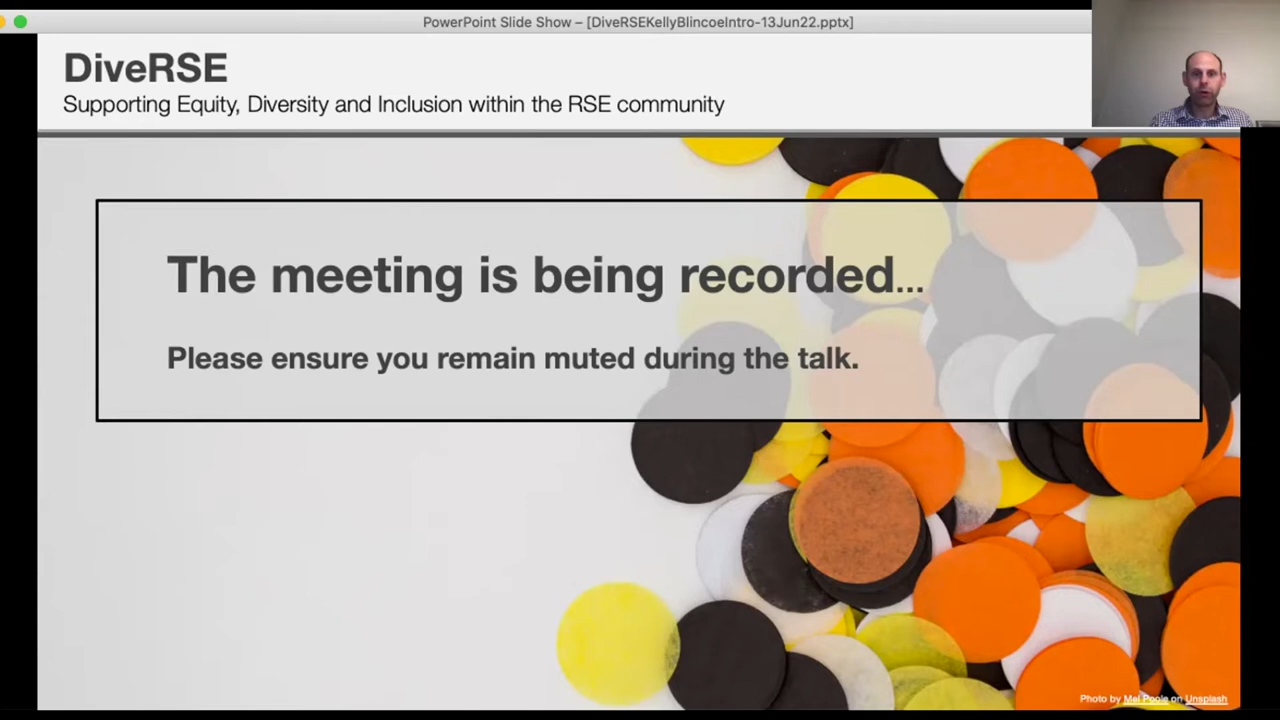 PowerPoint Slide Show – [DiveRSEKellyBlincoeIntro-13Jun22.pptx]
DiveRSE
Supporting Equity, Diversity and Inclusion within the RSE community
The meeting is being recorded...
Please ensure you remain muted during the talk.
Photo by Mel Poole on Unsplash